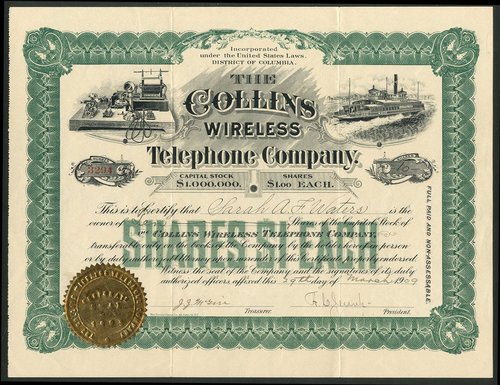 Incorporated
under the United States Laws.
DISTRICT OF COLUMBIA.
THE
COLLINS
WIRELESS
Telephone Company.
3294
CAPITAL STOCK
$1,000,000.
SHARES
$1.00 EACH.
This is to certify that Sarah A. F. Waters is the
owner of Shares of the Capital Stock of
The COLLINS WIRELESS TELEPHONE COMPANY,
transferable only on the books of the Company by the holder hereof in person
or by duly authorized Attorney upon surrender of this Certificate properly endorsed.
Witness the seal of the Company and the signatures of its duty
authorized officers affixed this 29th day of March 1909
Treasurer.
President.
FULL PAID AND NON-ASSESSABLE.